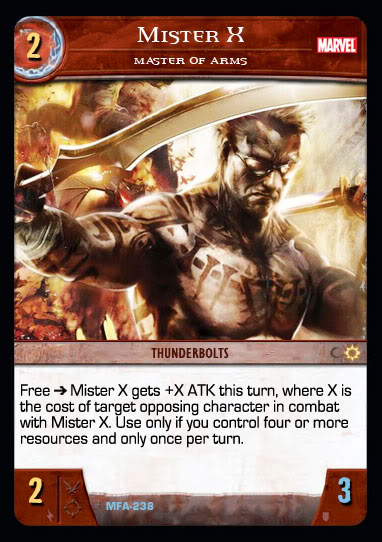 2
Mister X
MARVEL
MASTER OF ARMS
THUNDERBOLTS
C
Free ➔ Mister X gets +X ATK this turn, where X is
the cost of target opposing character in combat
with Mister X. Use only if you control four or more
resources and only once per turn.
2
MFA-238
3